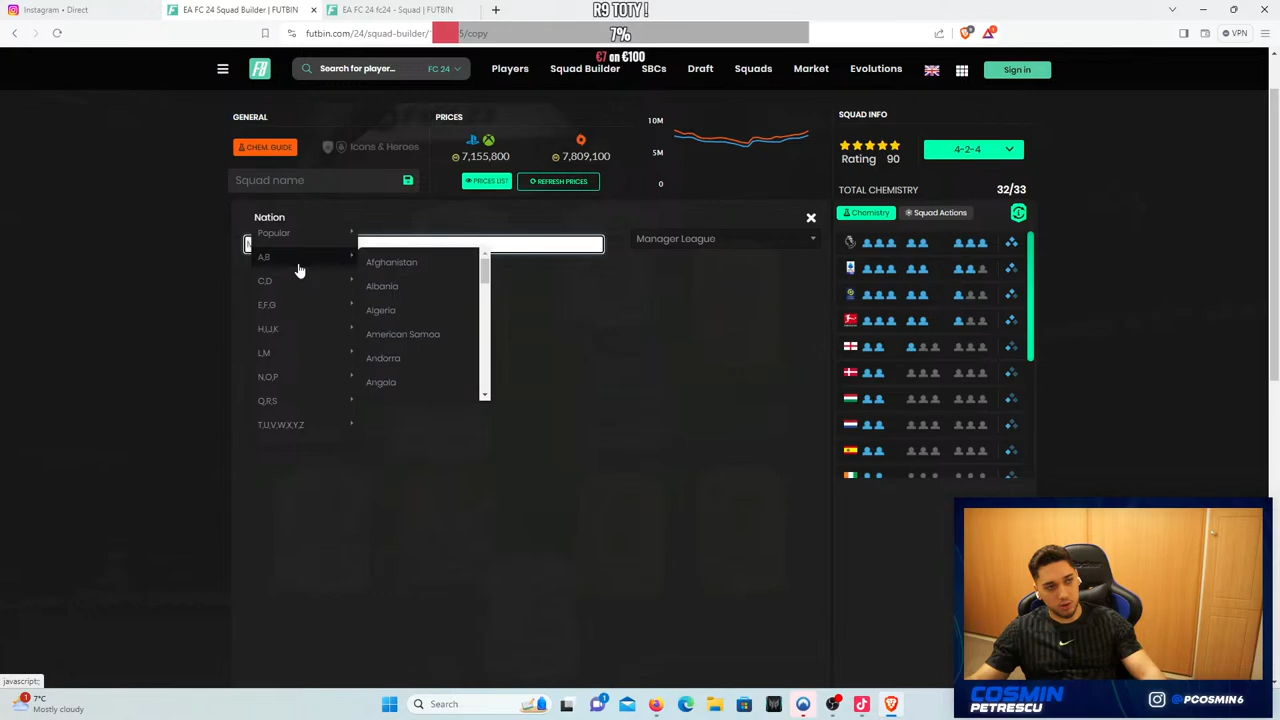 R9 TOTY !
Instagram • Direct
EA FC 24 Squad Builder | FUTBIN
EA FC 24 fc24 - Squad | FUTBIN
7%
futbin.com/24/squad-builder/
5/copy
VPN
€7 on €100
Search for player...
FC 24
Players
Squad Builder
SBCs
Draft
Squads
Market
Evolutions
Sign in
GENERAL
PRICES
10M
5M
0
SQUAD INFO
CHEM. GUIDE
Icons & Heroes
7,155,800
7,809,100
Rating 90
4-2-4
Squad name
PRICES LIST
REFRESH PRICES
TOTAL CHEMISTRY
32/33
Chemistry
Squad Actions
Nation
Manager League
Popular
A,B
C,D
E,F,G
H,I,J,K
L,M
N,O,P
Q,R,S
T,U,V,W,X,Y,Z
Afghanistan
Albania
Algeria
American Samoa
Andorra
Angola
javascript:;
7°C
Mostly cloudy
Search
COSMIN
PETRESCU
@PCOSMIN6